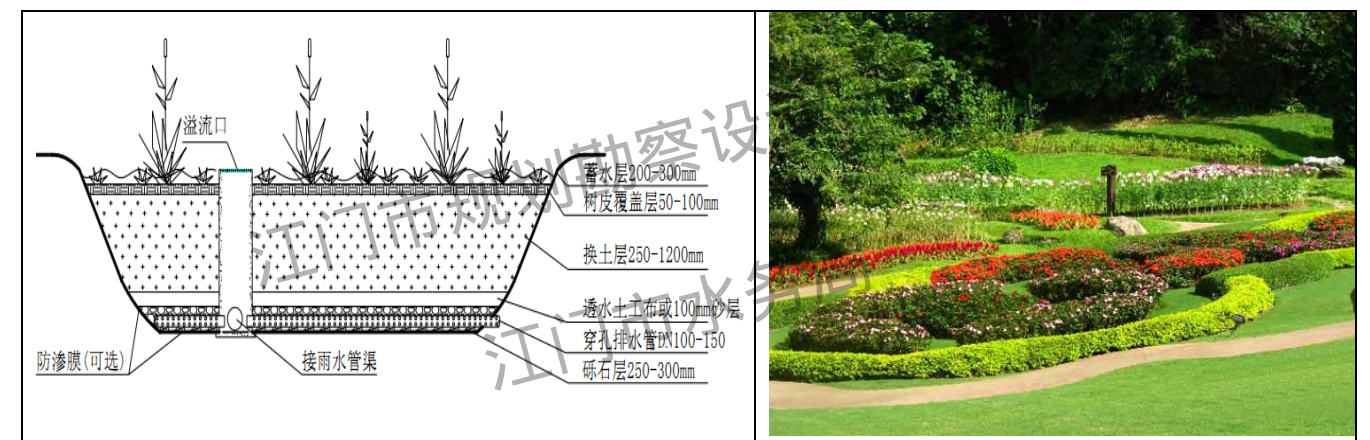 溢流口
蓄水层200-300mm
树皮覆盖层50-100mm
换土层250-1200mm
透水土工布或100mm砂层
穿孔排水管DN100-150
砾石层250-300mm
防渗膜(可选)
接雨水管渠
江门市规划勘察设
江门市水务局